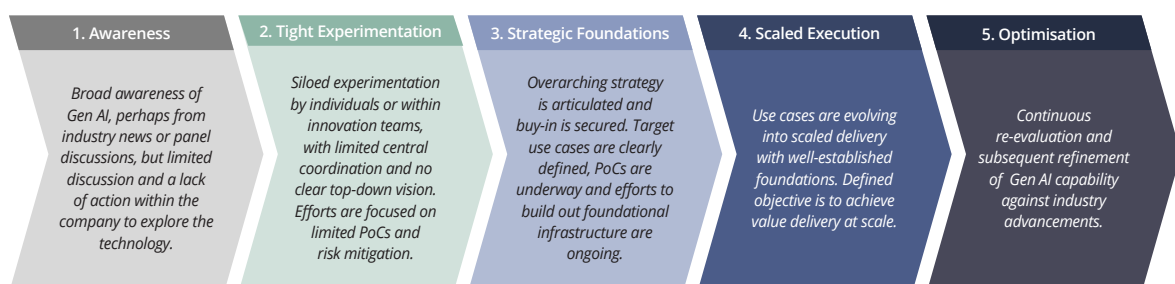 1. Awareness
Broad awareness of
Gen AI, perhaps from
industry news or panel
discussions, but limited
discussion and a lack
of action within the
company to explore the
technology.
2. Tight Experimentation
Siloed experimentation
by individuals or within
innovation teams,
with limited central
coordination and no
clear top-down vision.
Efforts are focused on
limited PoCs and
risk mitigation.
3. Strategic Foundations
Overarching strategy
is articulated and
buy-in is secured. Target
use cases are clearly
defined, PoCs are
underway and efforts to
build out foundational
infrastructure are
ongoing.
4. Scaled Execution
Use cases are evolving
into scaled delivery
with well-established
foundations. Defined
objective is to achieve
value delivery at scale.
5. Optimisation
Continuous
re-evaluation and
subsequent refinement
of Gen AI capability
against industry
advancements.